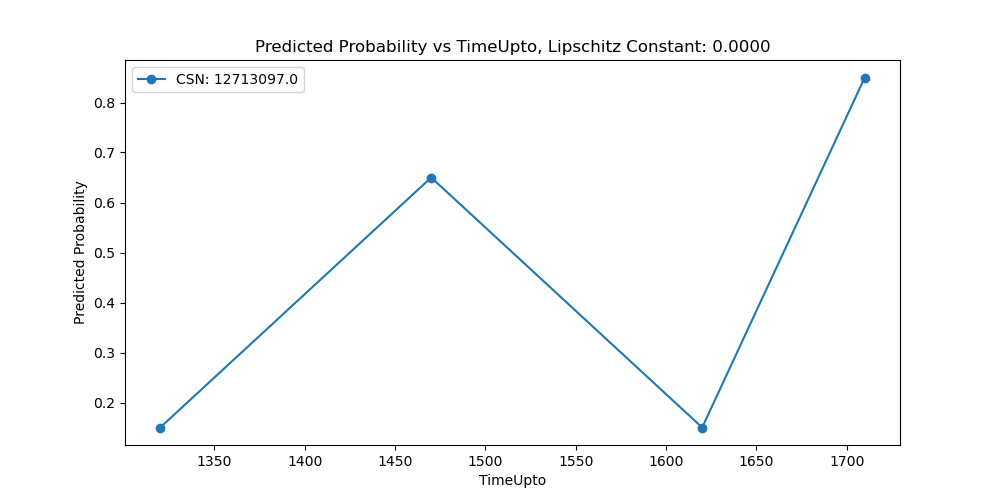 Predicted Probability vs TimeUpto, Lipschitz Constant: 0.0000
CSN: 12713097.0
0.8
0.7
0.6
0.5
0.4
0.3
0.2
Predicted Probability
1350 1400 1450 1500 1550 1600 1650 1700
TimeUpto